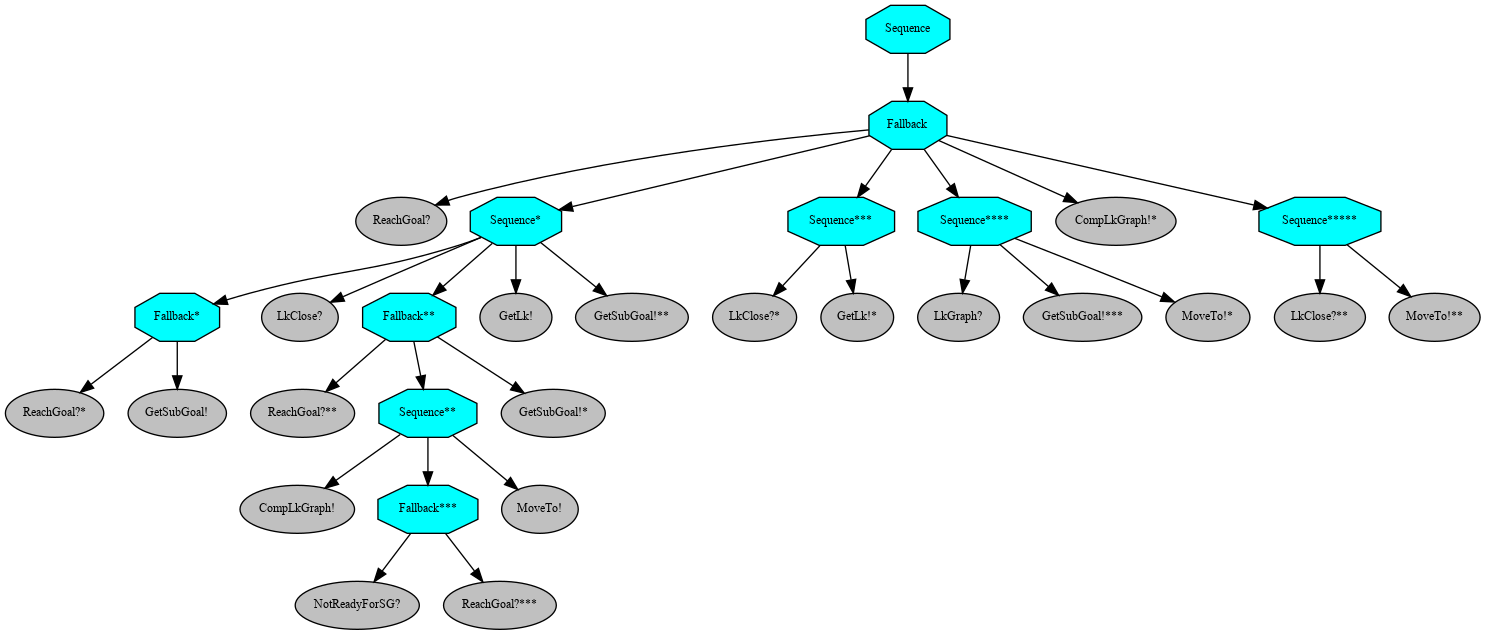 Sequence
Fallback
ReachGoal?
Sequence*
Sequence***
Sequence****
CompLkGraph!*
Sequence*****
Fallback*
LkClose?
Fallback**
GetLk!
GetSubGoal!**
LkClose?*
GetLk!*
LkGraph?
GetSubGoal!***
MoveTo!*
LkClose?**
MoveTo!**
ReachGoal?*
GetSubGoal!
ReachGoal?**
Sequence**
GetSubGoal!*
CompLkGraph!
Fallback***
MoveTo!
NotReadyForSG?
ReachGoal?***